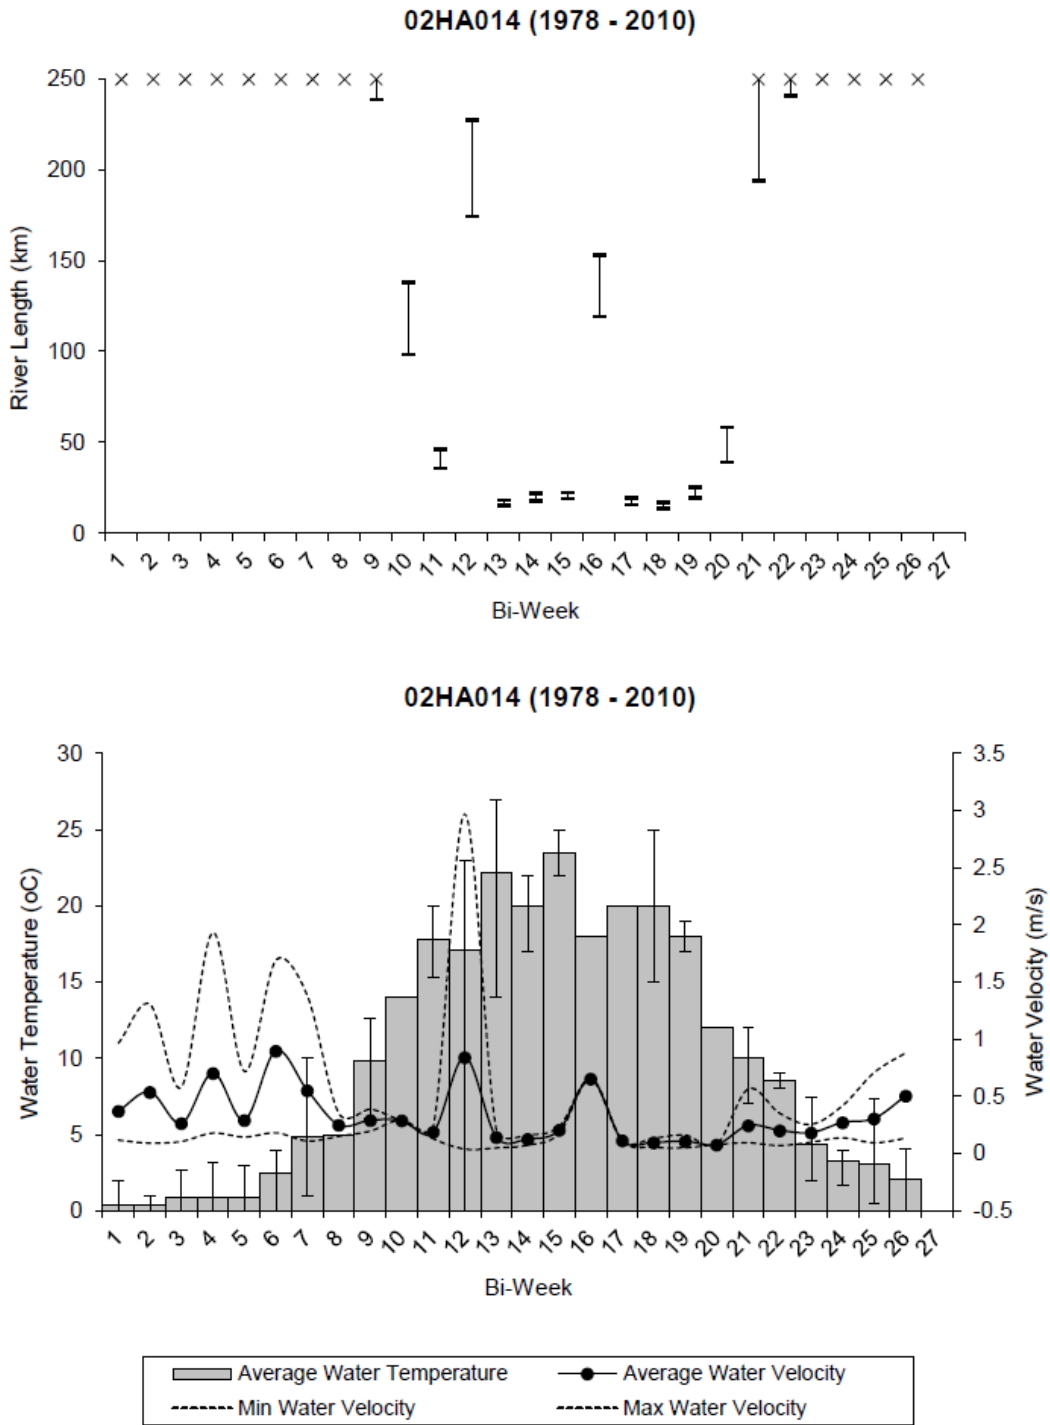 02HA014 (1978 - 2010)
250
200
150
100
50
0
River Length (km)
1 2 3 4 5 6 7 8 9 10 11 12 13 14 15 16 17 18 19 20 21 22 23 24 25 26 27
Bi-Week
02HA014 (1978 - 2010)
30
25
20
15
10
5
0
Water Temperature (oC)
3.5
3
2.5
2
1.5
1
0.5
0
-0.5
Water Velocity (m/s)
1 2 3 4 5 6 7 8 9 10 11 12 13 14 15 16 17 18 19 20 21 22 23 24 25 26 27
Bi-Week
Average Water Temperature Average Water Velocity
Min Water Velocity Max Water Velocity